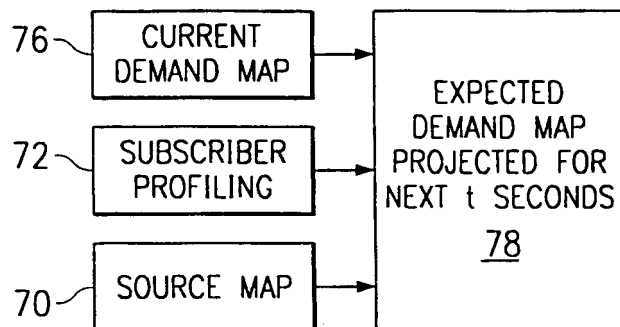 76
CURRENT
DEMAND MAP
72
SUBSCRIBER
PROFILING
70
SOURCE MAP
EXPECTED
DEMAND MAP
PROJECTED FOR
NEXT t SECONDS
78